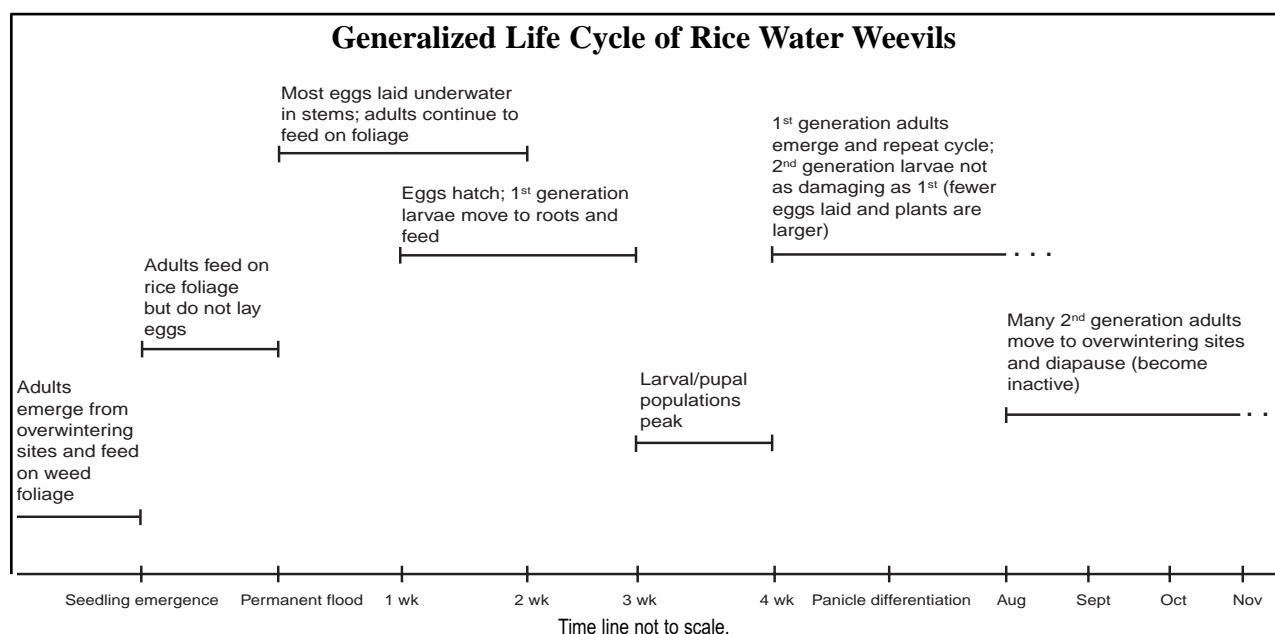 Generalized Life Cycle of Rice Water Weevils
Most eggs laid underwater
in stems; adults continue to
feed on foliage
1st generation adults
emerge and repeat cycle;
2nd generation larvae not
as damaging as 1st (fewer
eggs laid and plants are
larger)
Eggs hatch; 1st generation
larvae move to roots and
feed
Adults feed on
rice foliage
but do not lay
eggs
Many 2nd generation adults
move to overwintering sites
and diapause (become
inactive)
Adults
emerge from
overwintering
sites and feed
on weed
foliage
Larval/pupal
populations
peak
Seedling emergence Permanent flood 1 wk 2 wk 3 wk 4 wk Panicle differentiation Aug Sept Oct Nov
Time line not to scale.